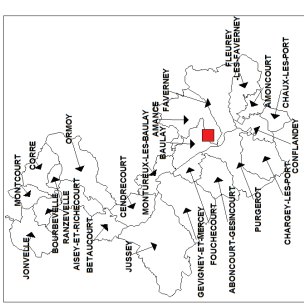 JONVELLE
MONTCOURT
BOURBEVELLE
CORRE
RANZEVELLE
AISEY-ET-RICHECOURT
ORMOY
BETAUCOURT
CENDRECOURT
JUSSEY
MONTUREUX-LES-BAULAY
AMANCE
BAULAY
FAVERNEY
GEVIGNEY-ET-MERCEY
FOUCHECOURT
ABONCOURT-GESINCOURT
PURGEROT
CHARGEY-LES-PORT
CONFLANDEY
FLEUREY
LES-FAVERNEY
AMONCOURT
CHAUX-LES-PORT